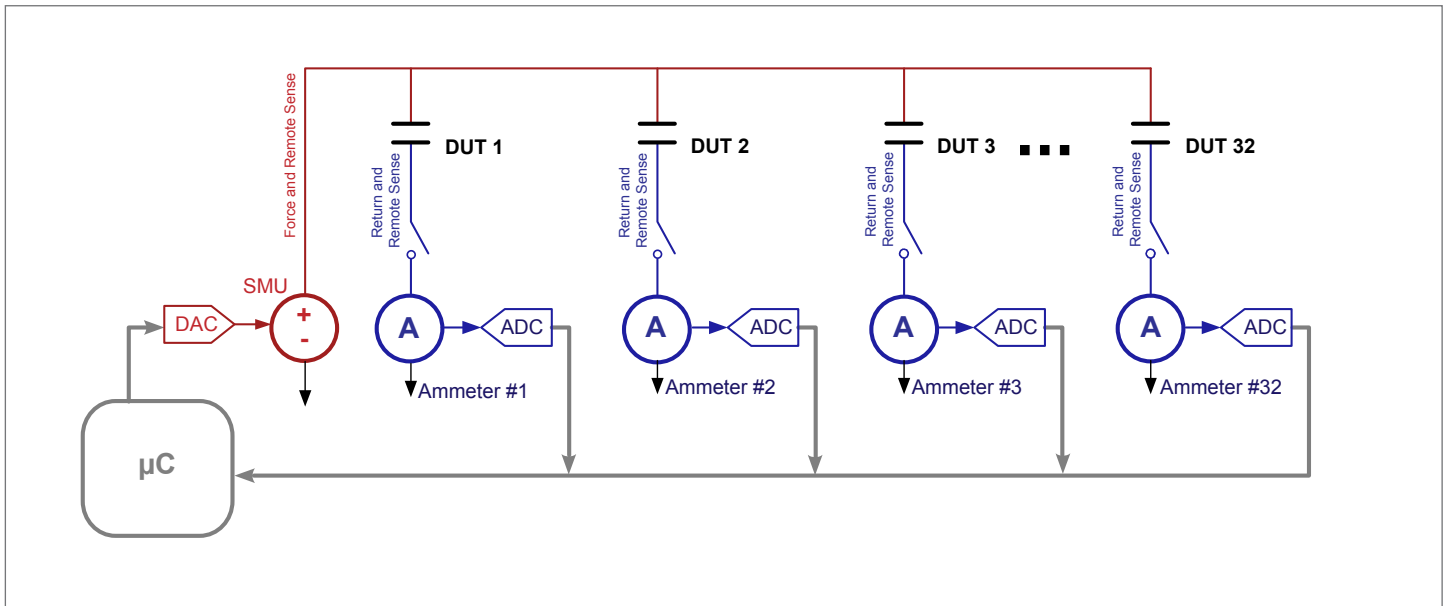 Force and Remote Sense
DUT 1
DUT 2
DUT 3
DUT 32
Return and
Remote Sense
Return and
Remote Sense
Return and
Remote Sense
Return and
Remote Sense
SMU
+
-
DAC
A
ADC
A
ADC
A
ADC
A
ADC
Ammeter #1
Ammeter #2
Ammeter #3
Ammeter #32
µC